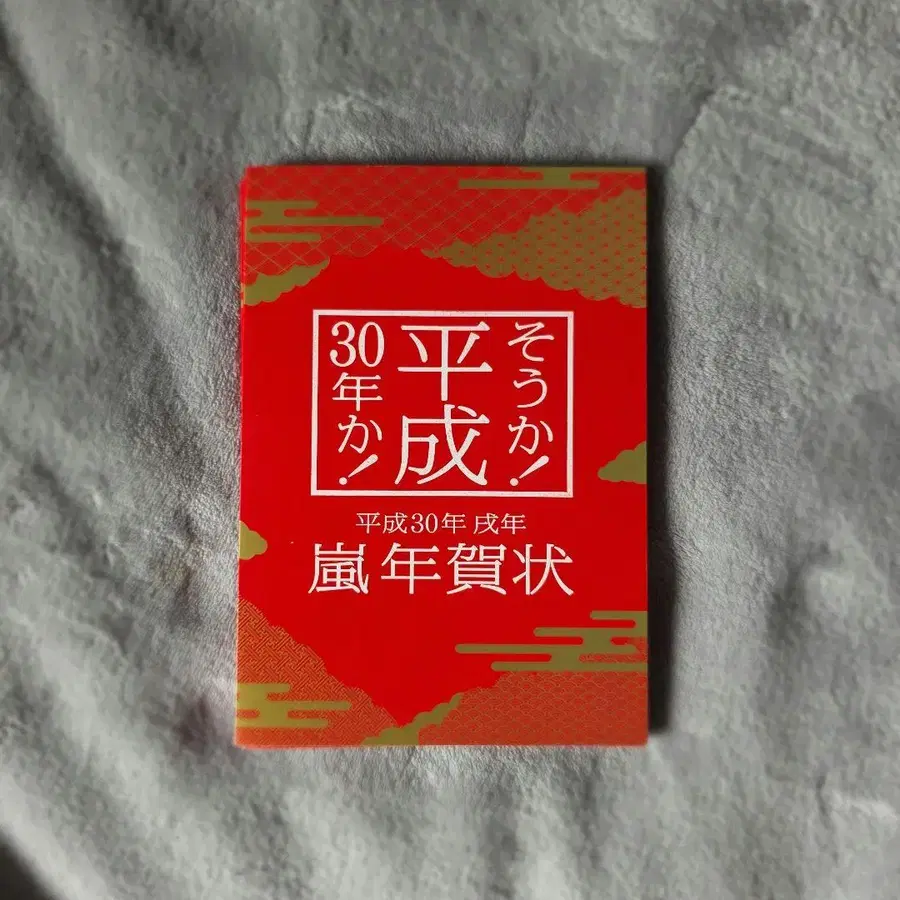 そうか!
平成
30年か!
平成30年 戌年
嵐 年賀状